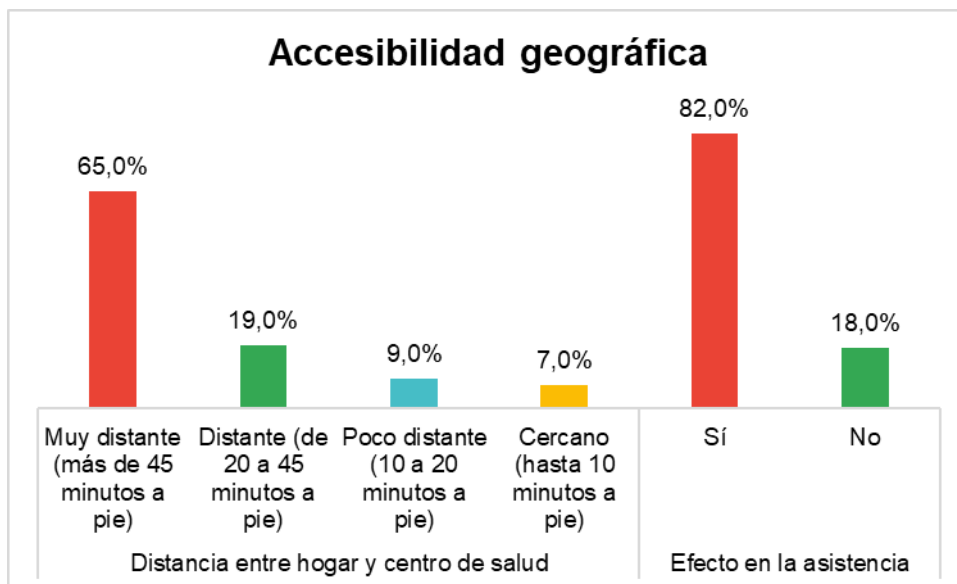 Accesibilidad geográfica
65,0%
19,0%
9,0%
7,0%
82,0%
18,0%
Muy distante
(más de 45
minutos a
pie)
Distante (de
20 a 45
minutos a
pie)
Poco distante
(10 a 20
minutos a
pie)
Cercano
(hasta 10
minutos a
pie)
Sí
No
Distancia entre hogar y centro de salud
Efecto en la asistencia